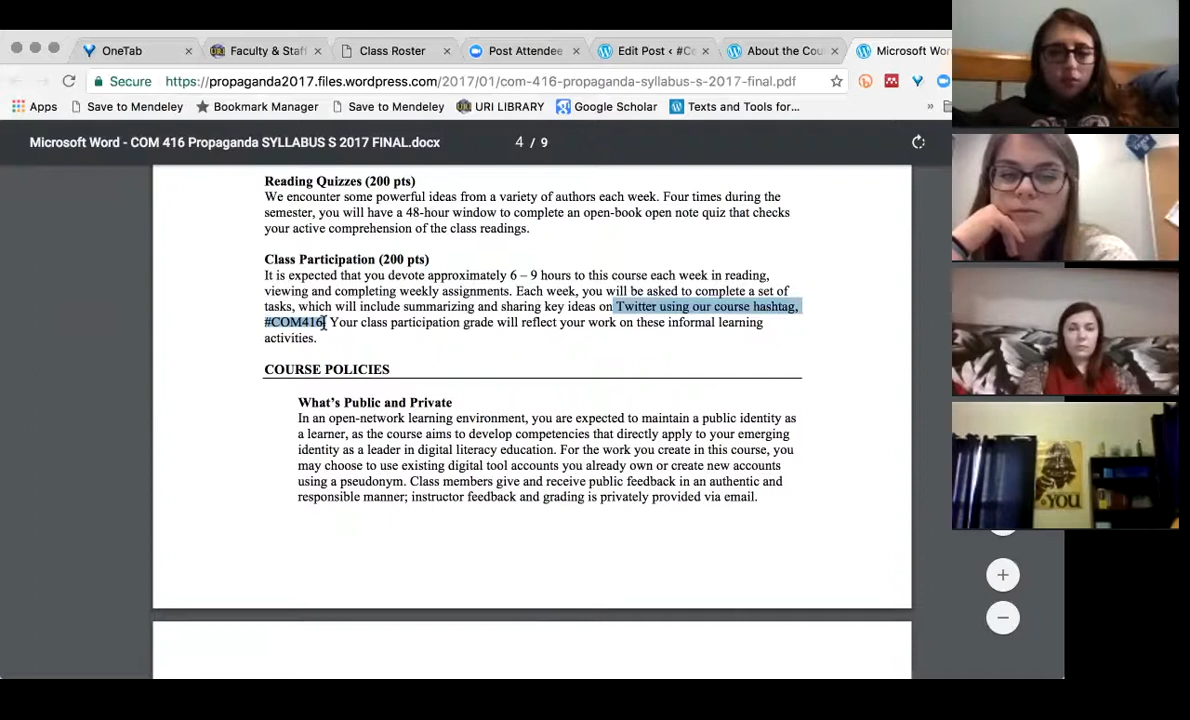 OneTab
Faculty & Staf
Class Roster
Post Attendee
Edit Post ‹ #Co
About the Cou
Microsoft Wor
Secure
https://propaganda2017.files.wordpress.com/2017/01/com-416-propaganda-syllabus-s-2017-final.pdf
Apps
Save to Mendeley
Bookmark Manager
Save to Mendeley
URI LIBRARY
Google Scholar
Texts and Tools for...
»
Microsoft Word - COM 416 Propaganda SYLLABUS S 2017 FINAL.docx
4 / 9
Reading Quizzes (200 pts)
We encounter some powerful ideas from a variety of authors each week. Four times during the
semester, you will have a 48-hour window to complete an open-book open note quiz that checks
your active comprehension of the class readings.
Class Participation (200 pts)
It is expected that you devote approximately 6 – 9 hours to this course each week in reading,
viewing and completing weekly assignments. Each week, you will be asked to complete a set of
tasks, which will include summarizing and sharing key ideas on Twitter using our course hashtag,
#COM416. Your class participation grade will reflect your work on these informal learning
activities.
COURSE POLICIES
What's Public and Private
In an open-network learning environment, you are expected to maintain a public identity as
a learner, as the course aims to develop competencies that directly apply to your emerging
identity as a leader in digital literacy education. For the work you create in this course, you
may choose to use existing digital tool accounts you already own or create new accounts
using a pseudonym. Class members give and receive public feedback in an authentic and
responsible manner; instructor feedback and grading is privately provided via email.
YOU